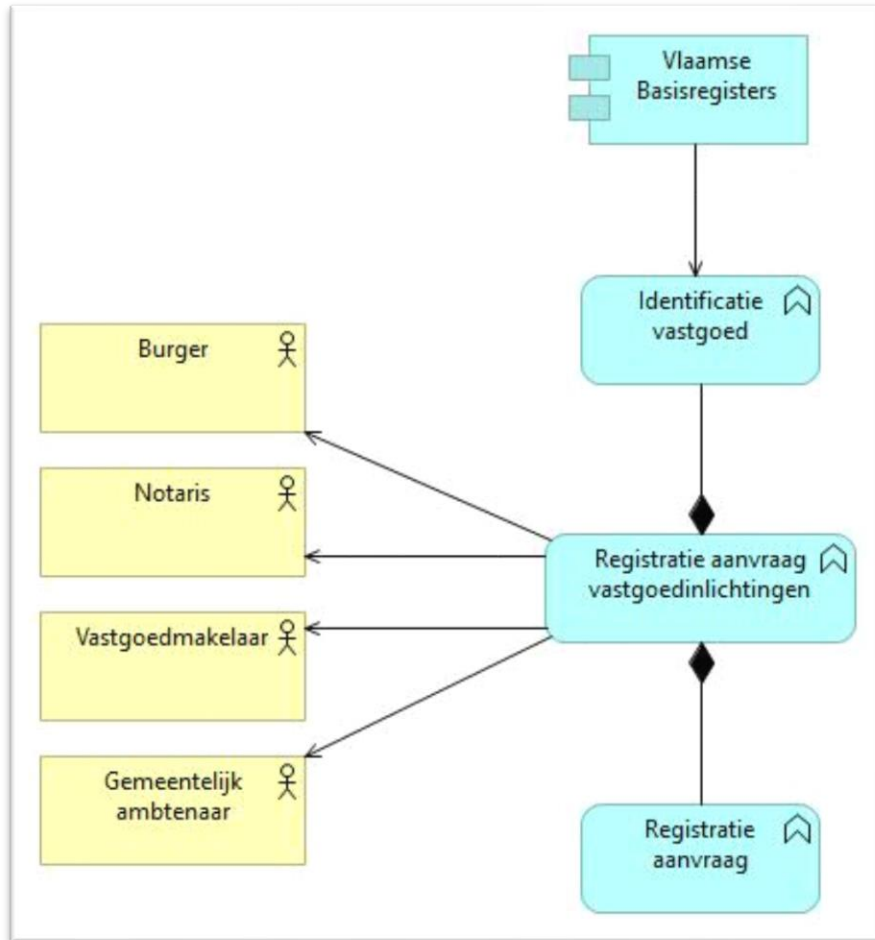 Vlaamse
Basisregisters
Identificatie
vastgoed
Burger
Notaris
Registratie aanvraag
vastgoedinlichtingen
Vastgoedmakelaar
Gemeentelijk
ambtenaar
Registratie
aanvraag